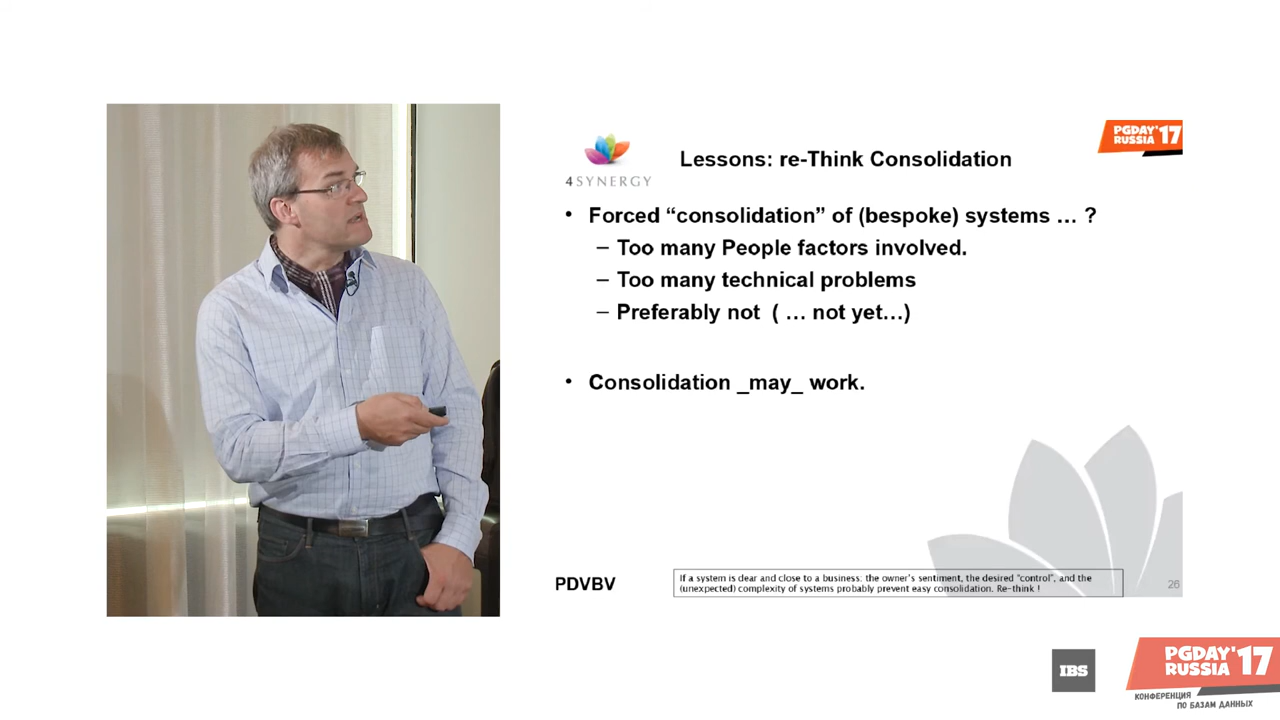 4SYNERGY
Lessons: re-Think Consolidation
PGDAY'17
RUSSIA
• Forced “consolidation” of (bespoke) systems … ?
– Too many People factors involved.
– Too many technical problems
– Preferably not ( … not yet…)
• Consolidation _may_ work.
PDVBV
If a system is dear and close to a business: the owner's sentiment, the desired "control", and the
(unexpected) complexity of systems probably prevent easy consolidation. Re-think !
26
IBS
PGDAY'17
RUSSIA
КОНФЕРЕНЦИЯ
ПО БАЗАМ ДАННЫХ